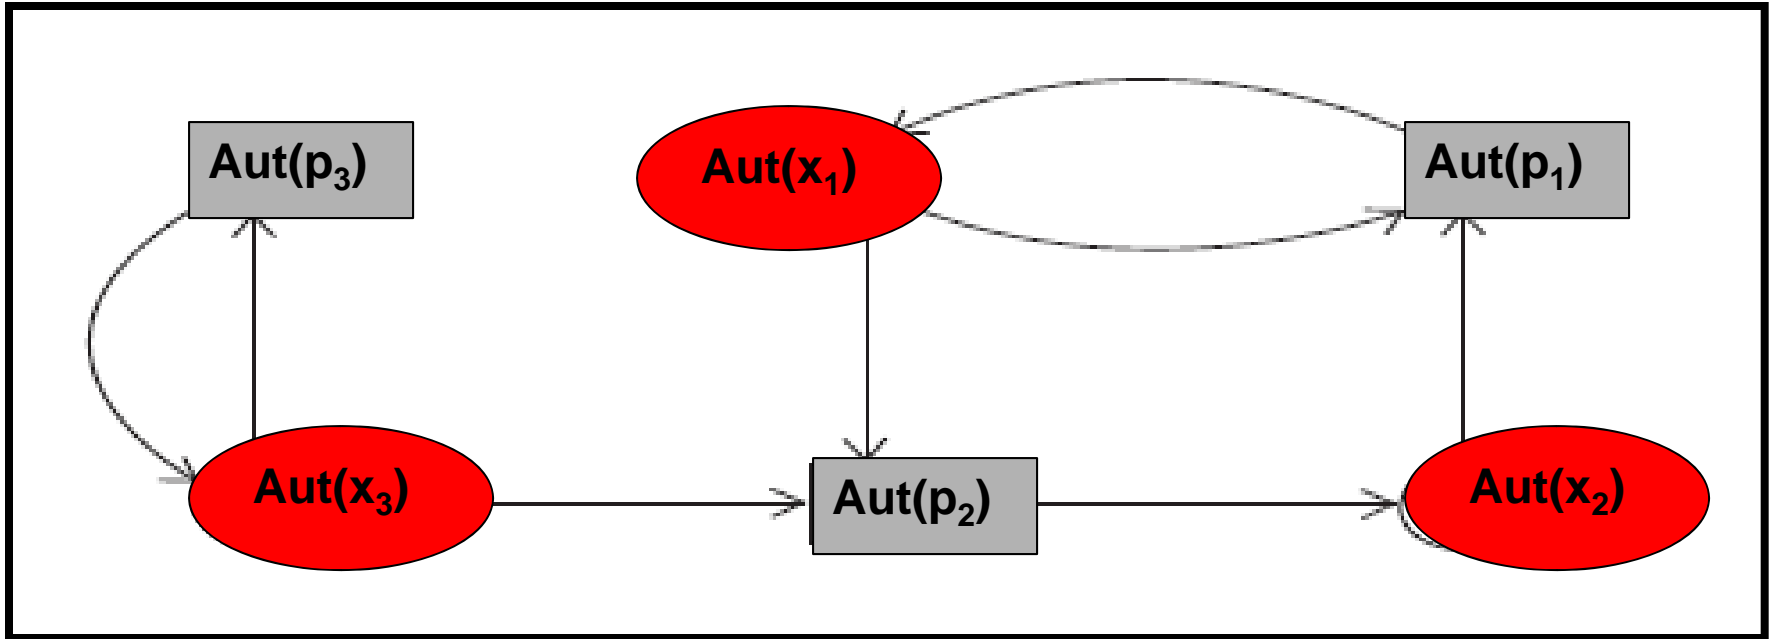 Aut(p₃)
Aut(x₁)
Aut(p₁)
Aut(x₃)
Aut(p₂)
Aut(x₂)